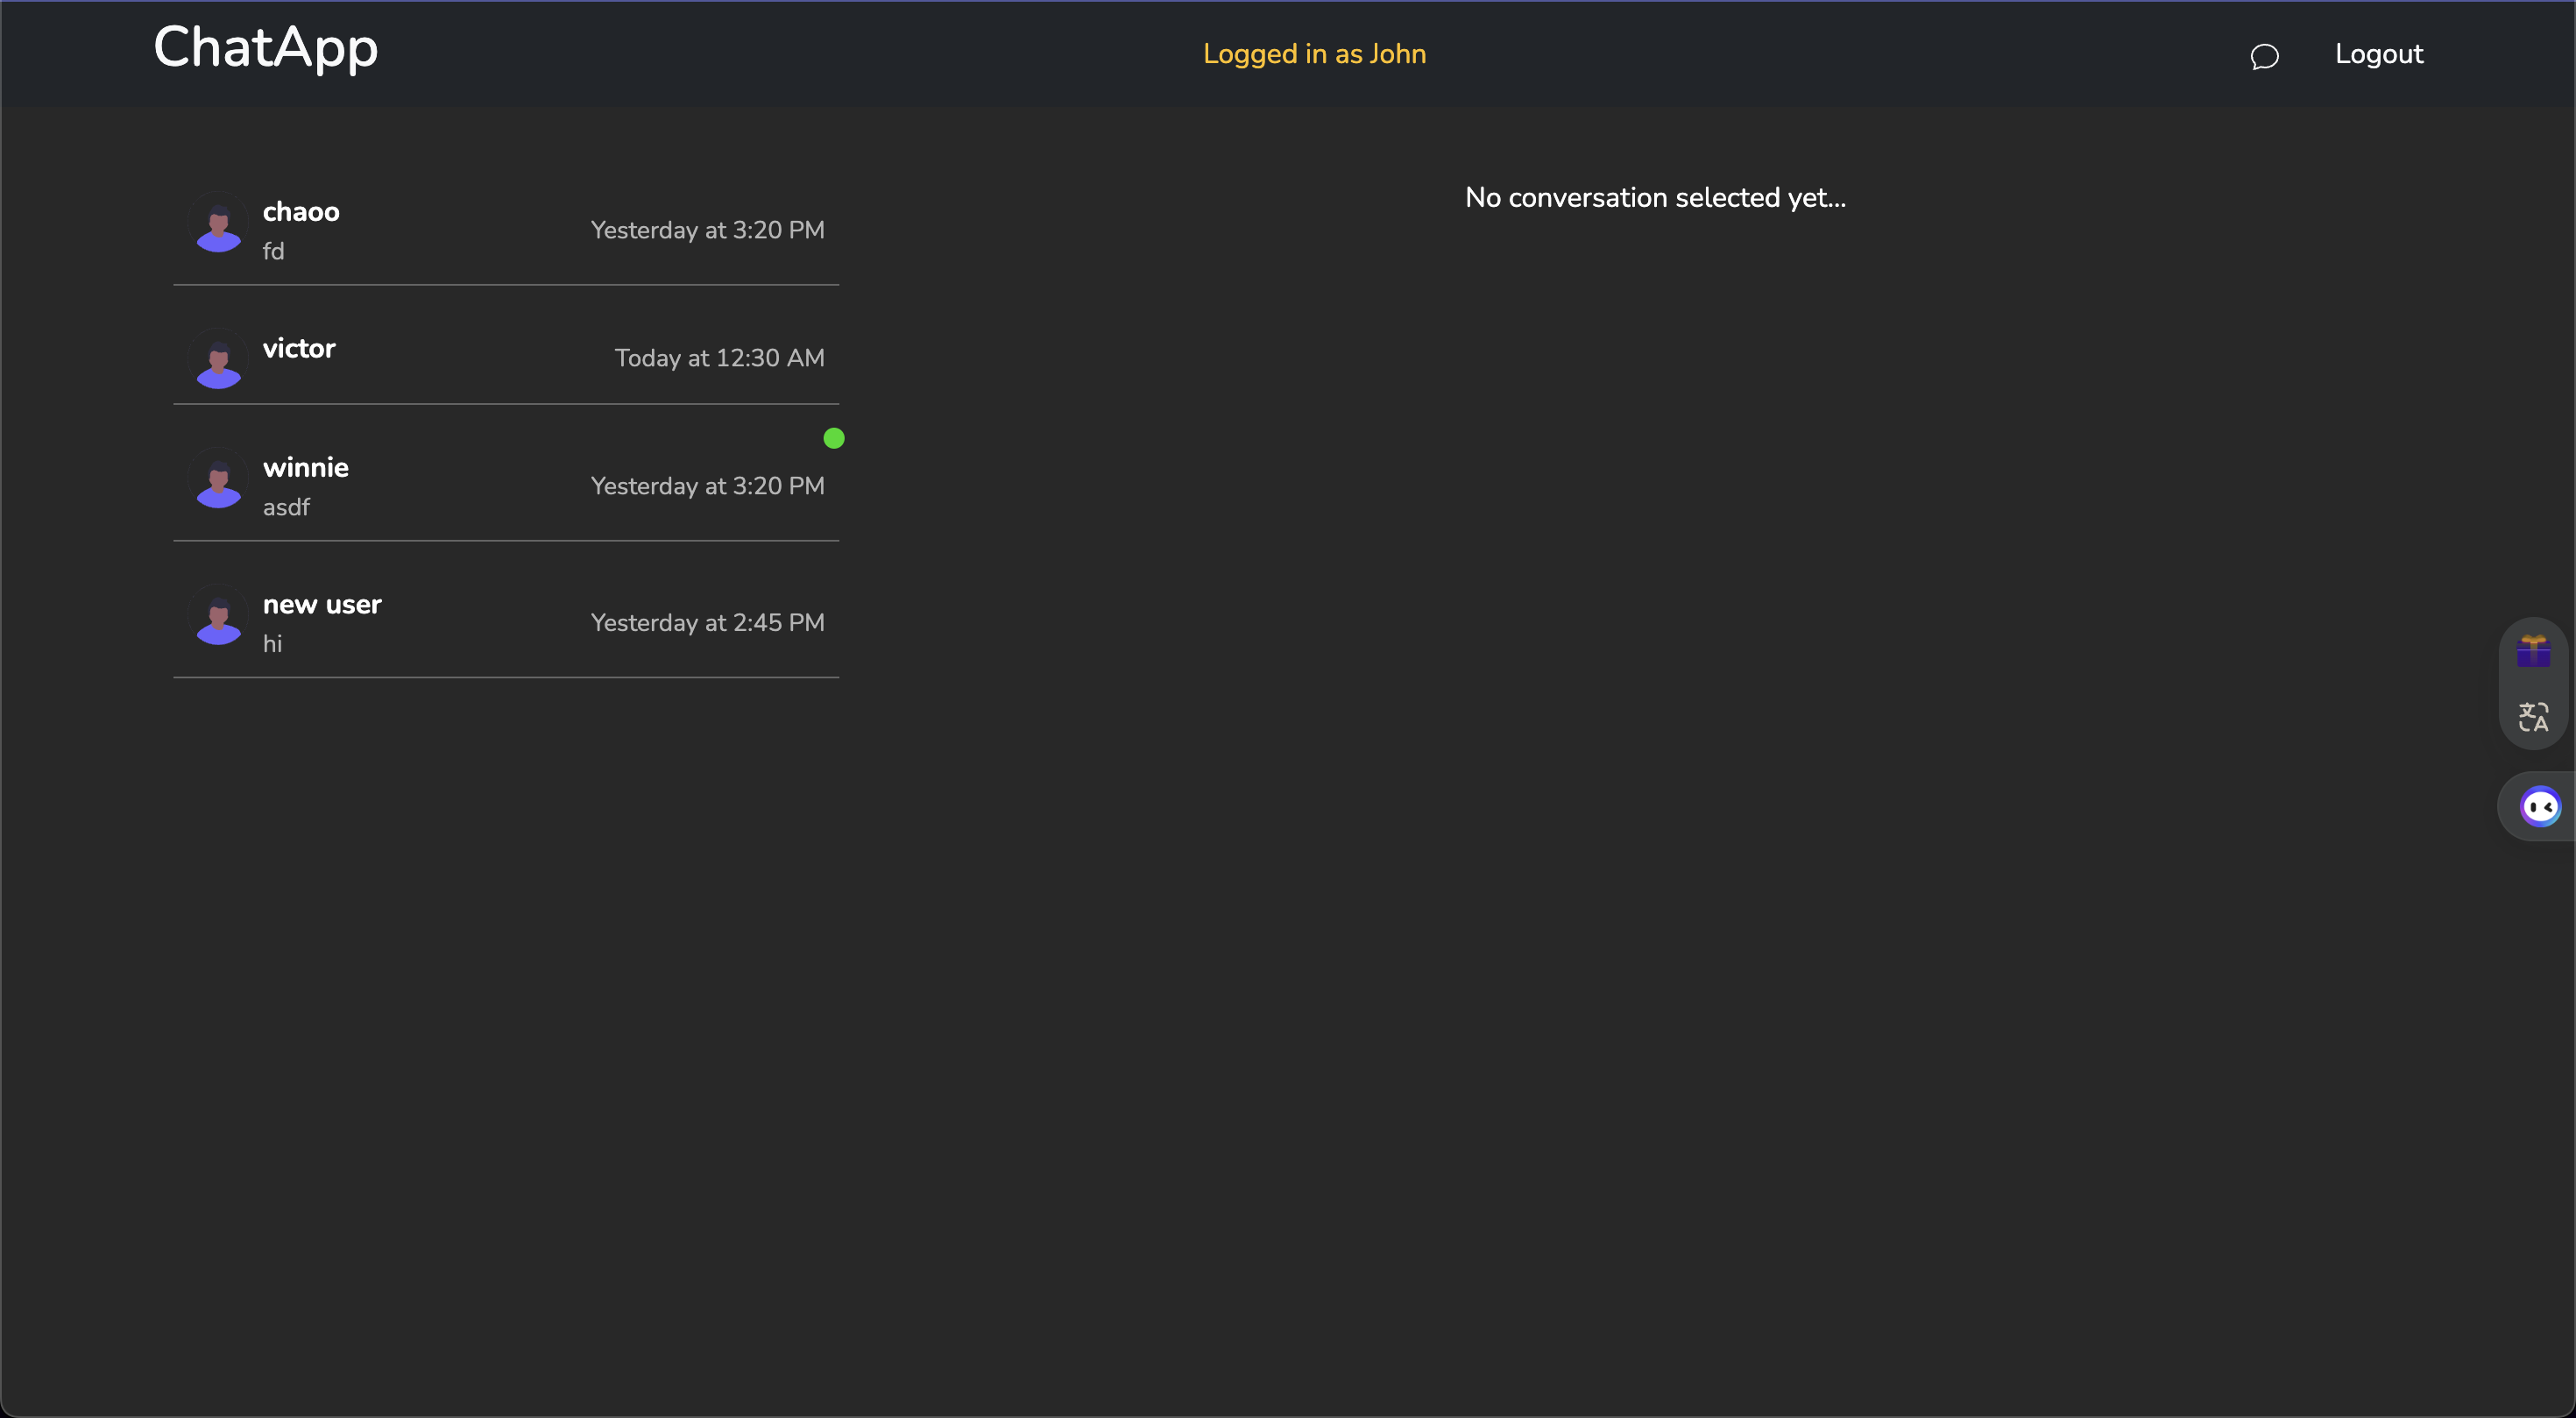 ChatApp
Logged in as John
Logout
chaoo
fd
Yesterday at 3:20 PM
victor
Today at 12:30 AM
winnie
asdf
Yesterday at 3:20 PM
new user
hi
Yesterday at 2:45 PM
No conversation selected yet...
文A